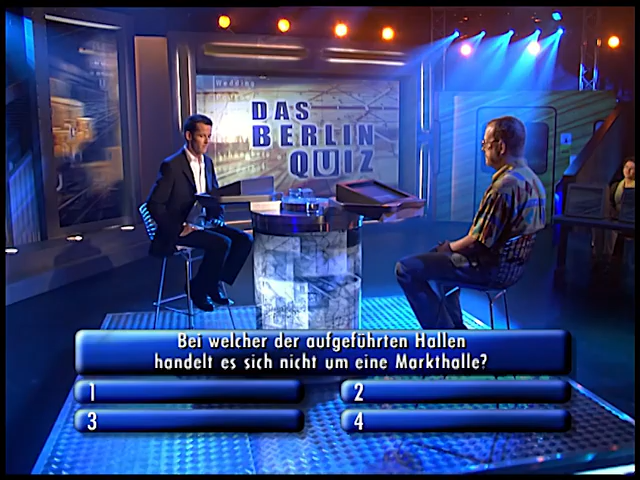 Wedding
DAS
BERLIN
QUIZ
Bei welcher der aufgeführten Hallen
handelt es sich nicht um eine Markthalle?
1
2
3
4